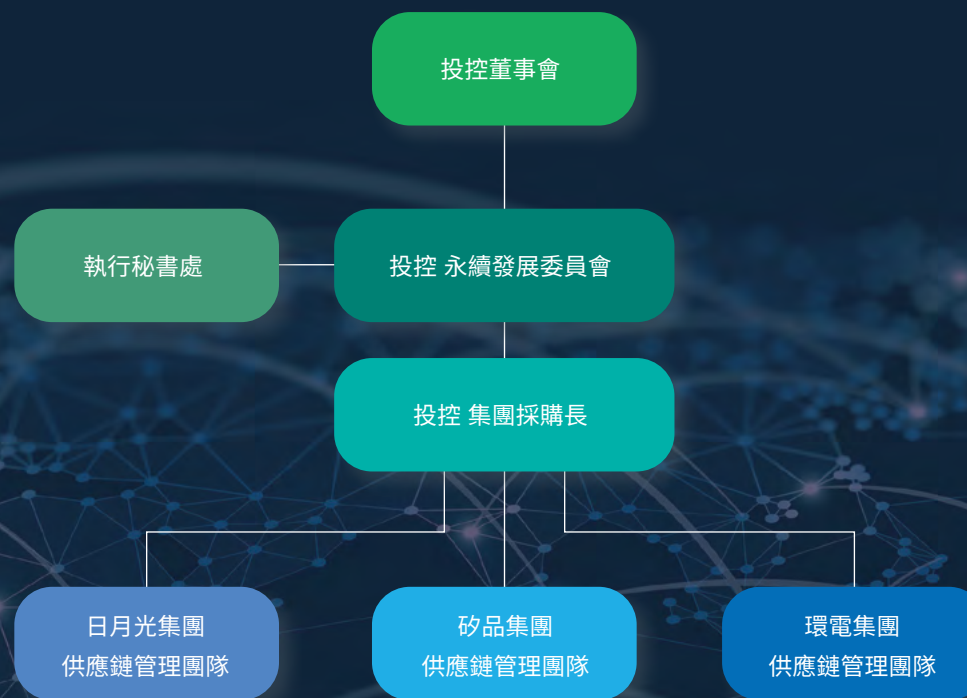 投控董事會
執行秘書處
投控 永續發展委員會
投控 集團採購長
日月光集團
供應鏈管理團隊
矽品集團
供應鏈管理團隊
環電集團
供應鏈管理團隊